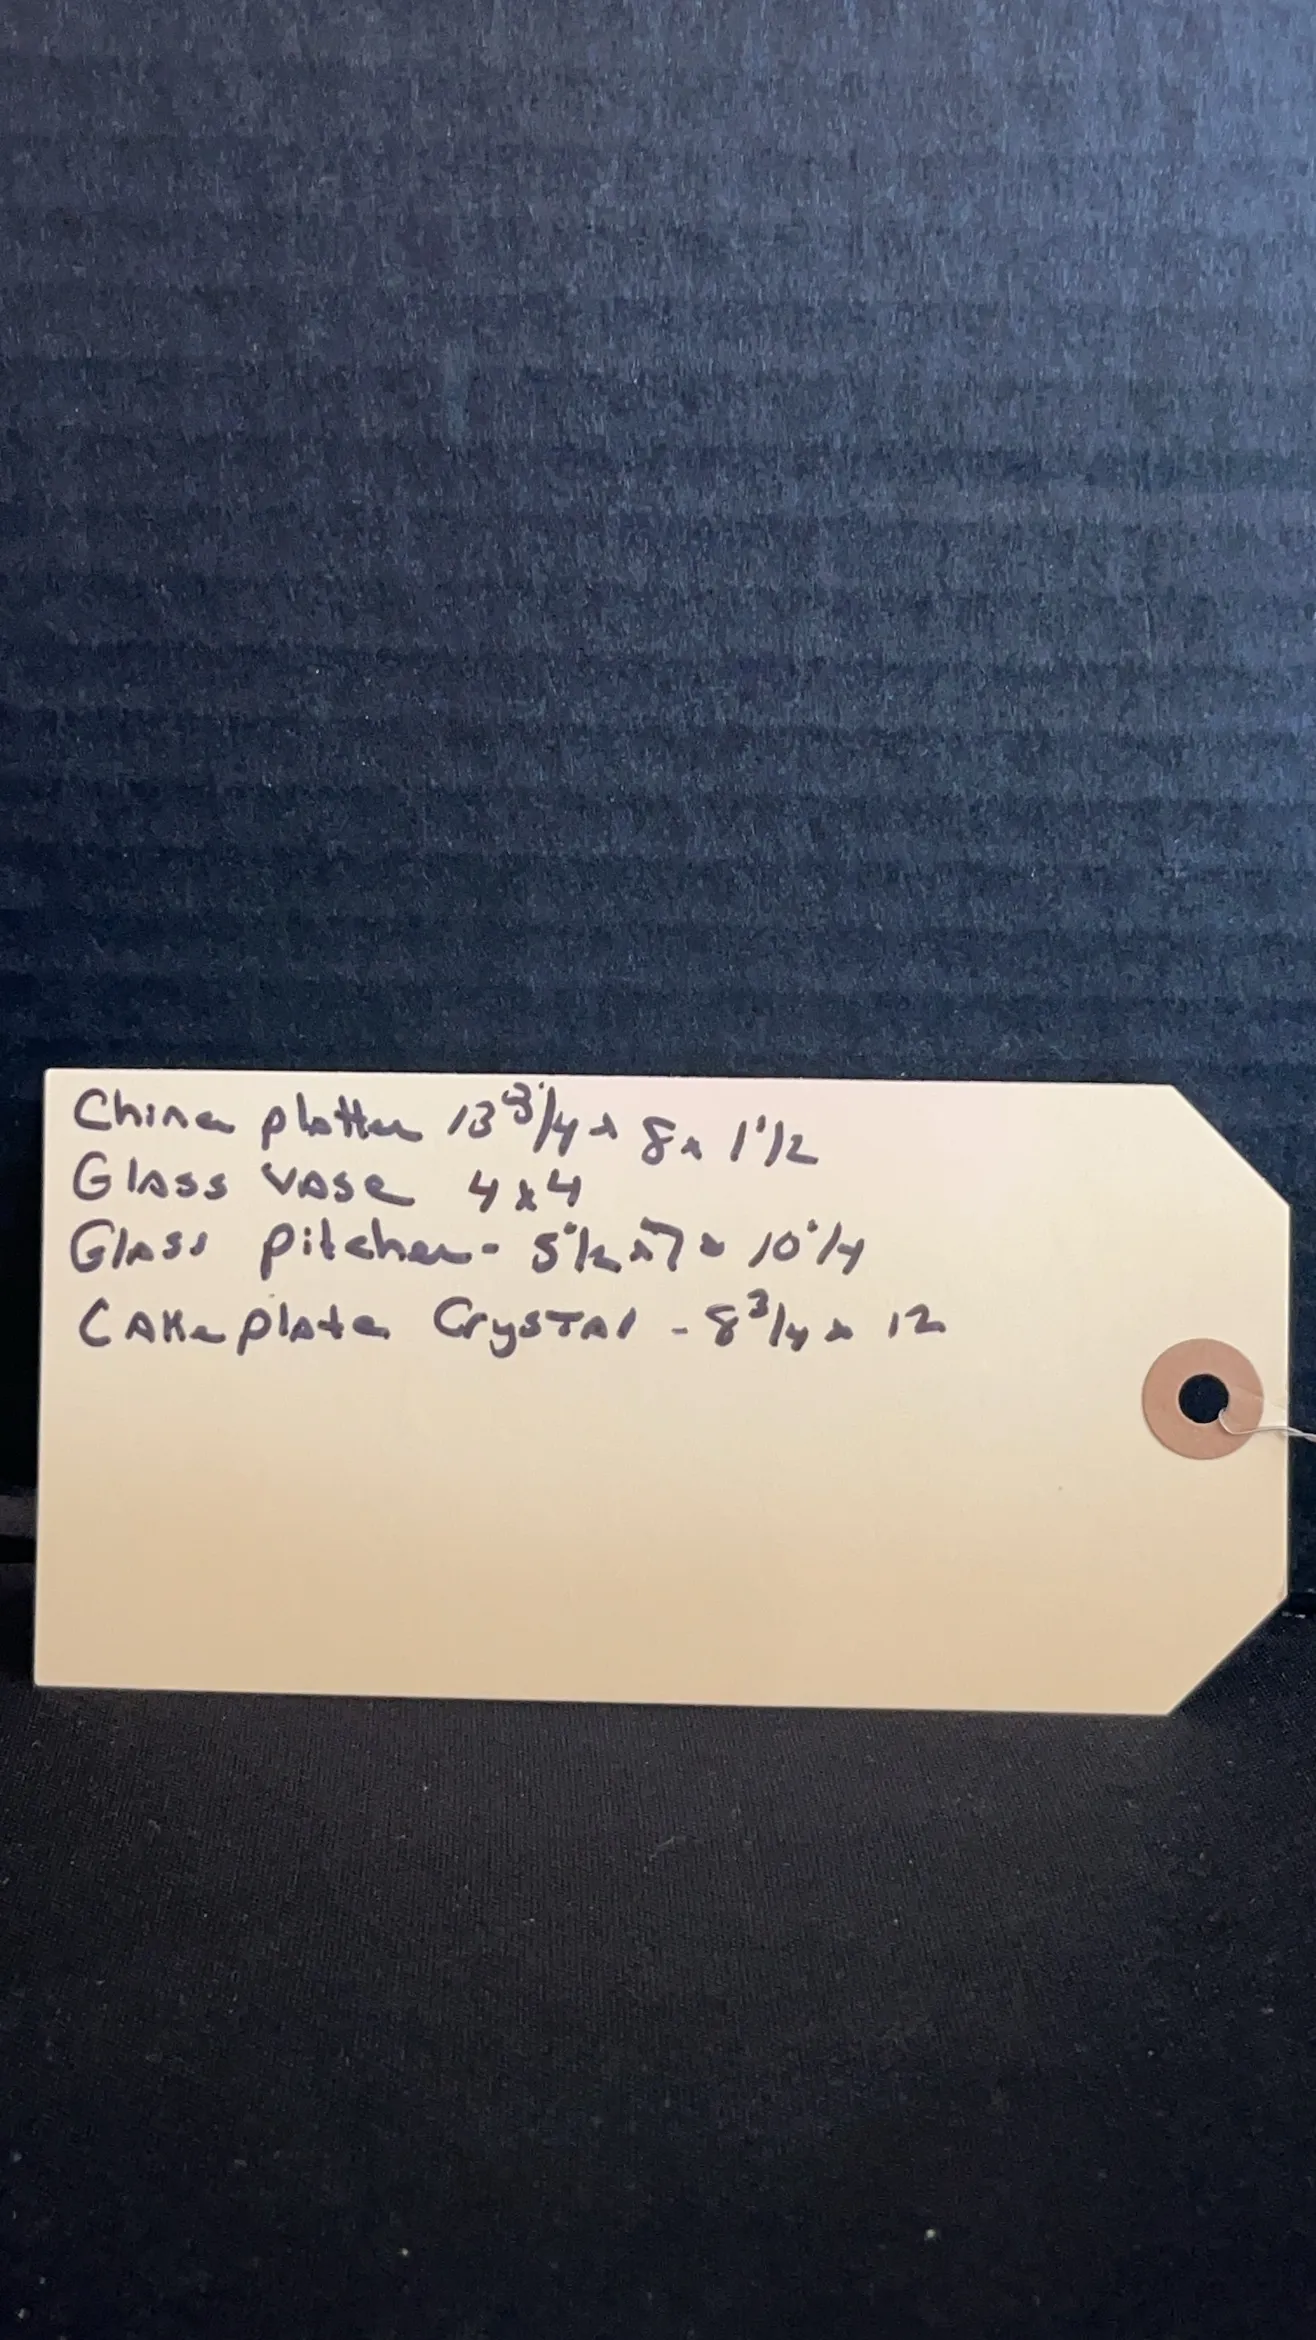 China platter 13 3/4 x 8 x 1 1/2
Glass vase 4 x 4
Glass pitcher - 5 1/2 x 7 x 10 1/4
Cake plate Crystal - 8 3/4 x 12